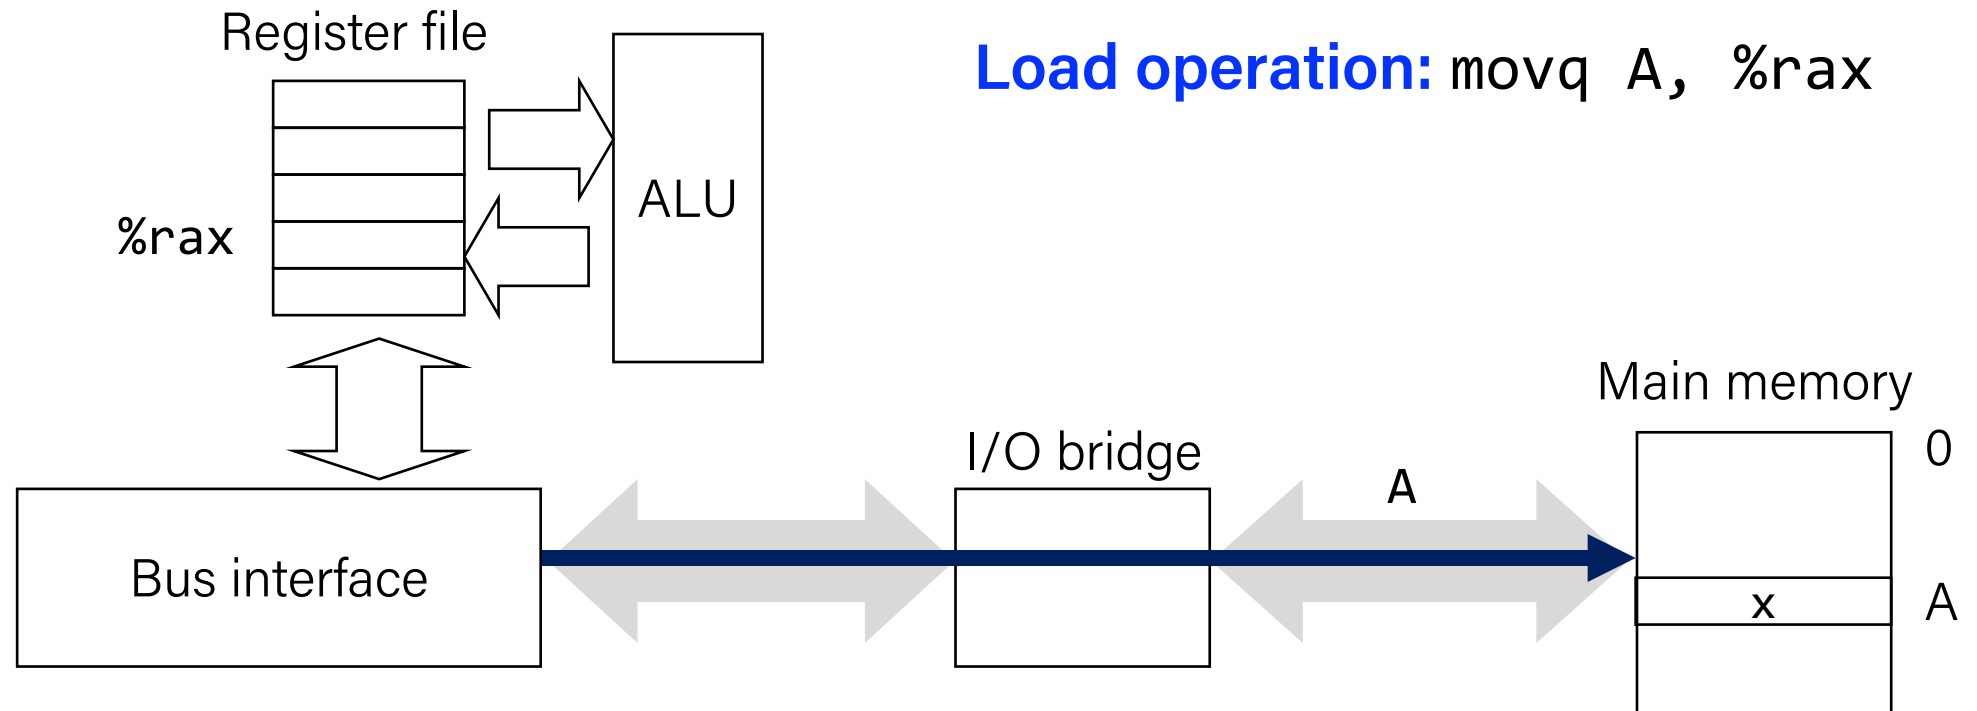 Register file
Load operation: movq A, %rax
ALU
%rax
Main memory
I/O bridge
0
A
Bus interface
x
A